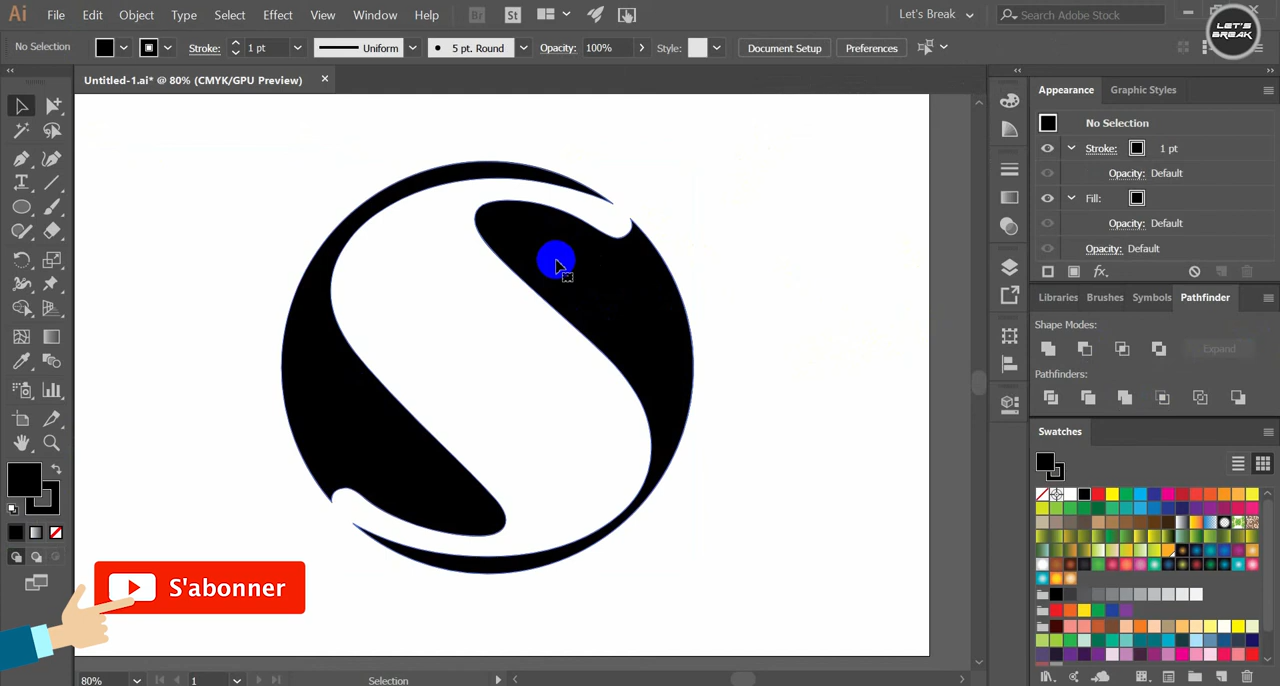 Ai File Edit Object Type Select Effect View Window Help Br St Let's Break Search Adobe Stock
LET'S BREAK
No Selection Stroke: 1 pt Uniform 5 pt. Round Opacity: 100% Style: Document Setup Preferences
Untitled-1.ai* @ 80% (CMYK/GPU Preview)
Appearance Graphic Styles
No Selection
Stroke: 1 pt
Opacity: Default
Fill:
Opacity: Default
Opacity: Default
fx
Libraries Brushes Symbols Pathfinder
Shape Modes:
Expand
Pathfinders:
Swatches
S'abonner
80% 1 Selection